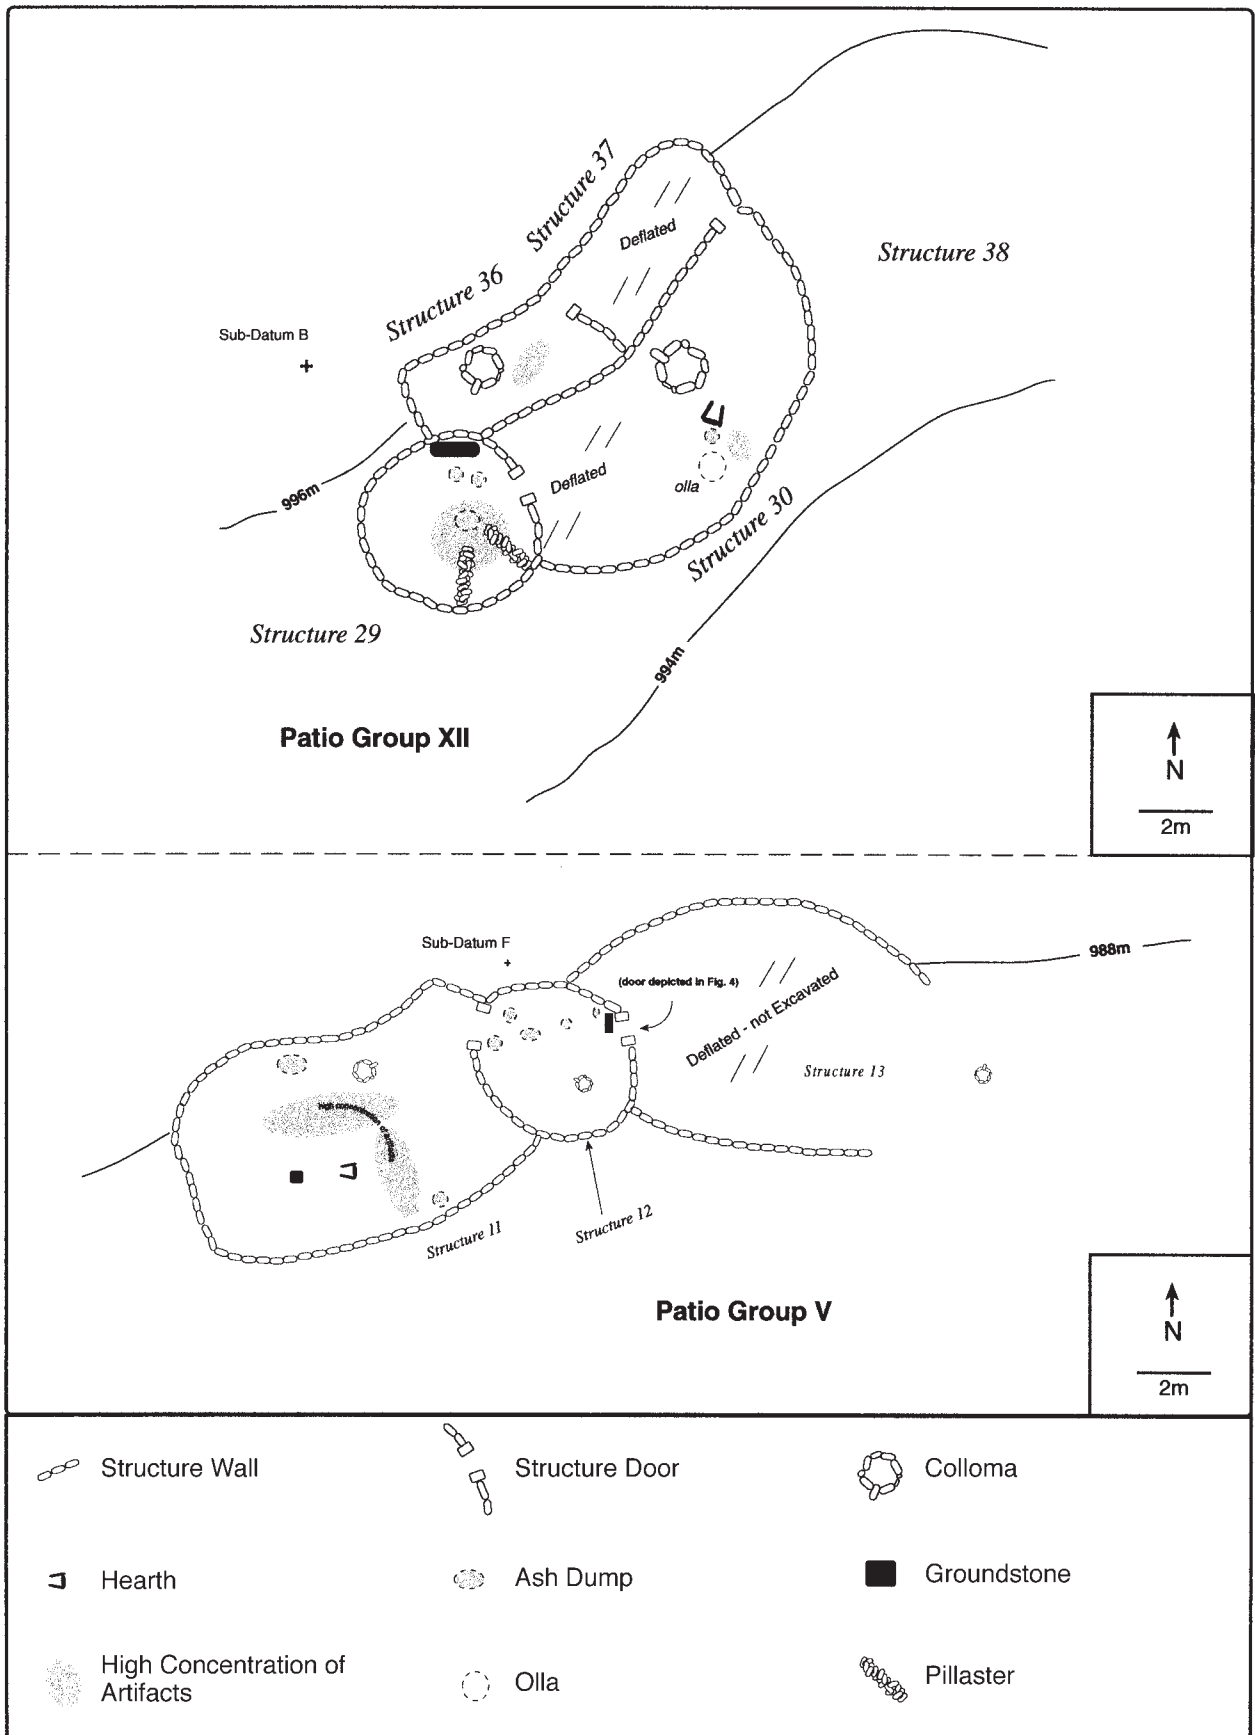 Structure 37
Deflated
Structure 38
Structure 36
Sub-Datum B
996m
Deflated
olla
Structure 30
Structure 29
994m
Patio Group XII
N
2m
Sub-Datum F
988m
(door depicted in Fig. 4)
Deflated - not Excavated
Structure 13
Structure 11
Structure 12
Patio Group V
N
2m
Structure Wall
Structure Door
Colloma
Hearth
Ash Dump
Groundstone
High Concentration of
Artifacts
Olla
Pillaster